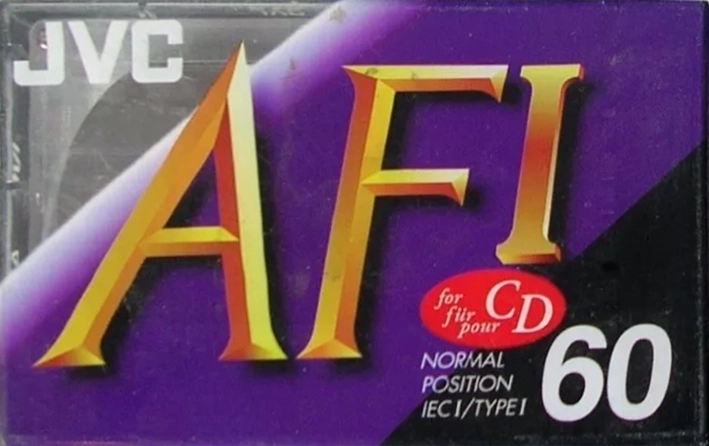 JVC
AFI
for
für
pour
CD
NORMAL
POSITION
IEC I/TYPE I
60